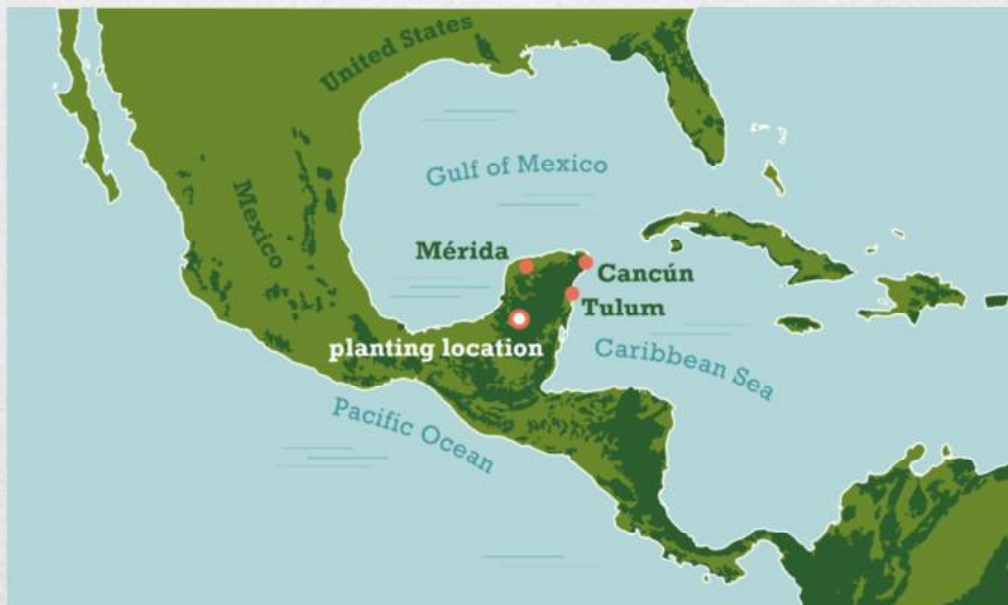 United States
Gulf of Mexico
Mexico
Mérida
Cancún
Tulum
planting location
Caribbean Sea
Pacific Ocean